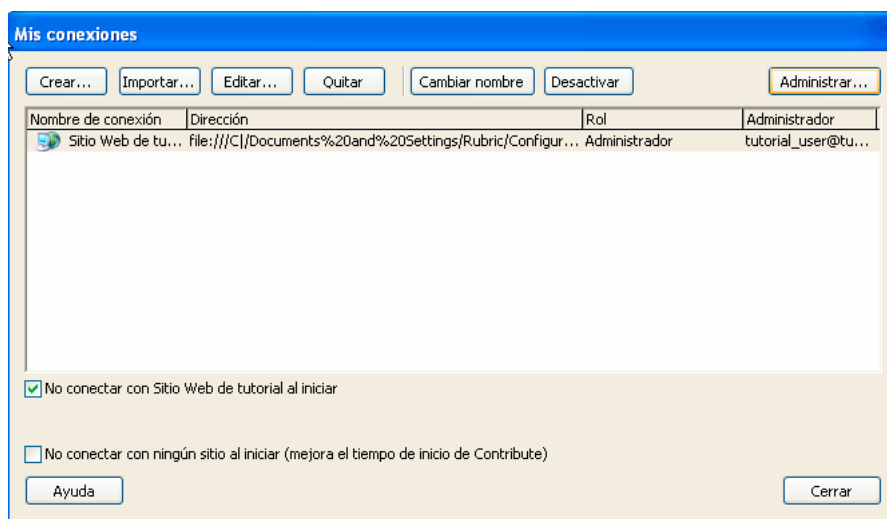 Mis conexiones
Crear... Importar... Editar... Quitar Cambiar nombre Desactivar Administrar...
Nombre de conexión Dirección Rol Administrador
Sitio Web de tu... file:///C|/Documents%20and%20Settings/Rubric/Configur... Administrador tutorial_user@tu...
No conectar con Sitio Web de tutorial al iniciar
No conectar con ningún sitio al iniciar (mejora el tiempo de inicio de Contribute)
Ayuda Cerrar